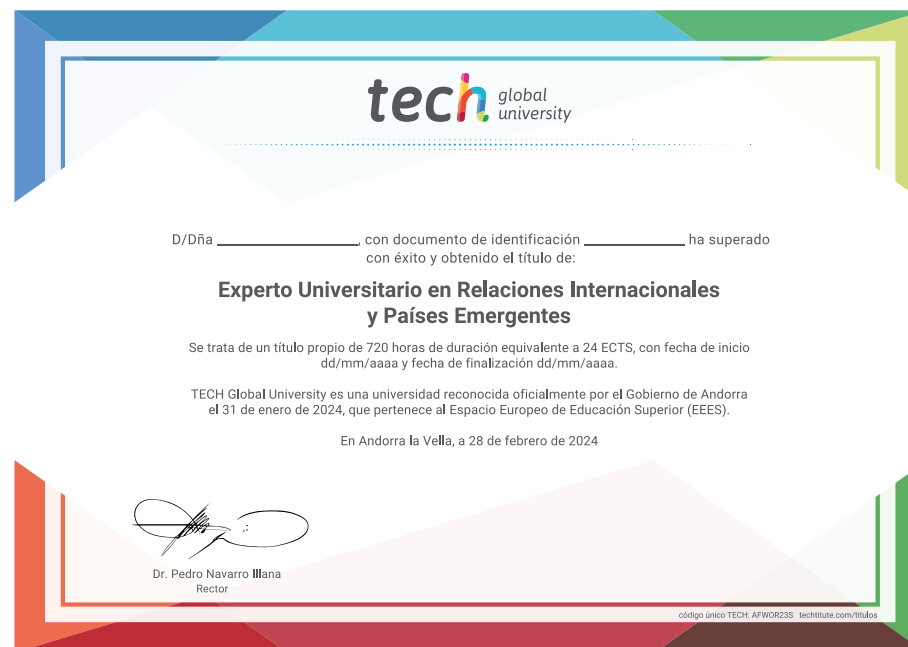 tech global university
D/Dña ____________________, con documento de identificación ______________ ha superado
con éxito y obtenido el título de:
Experto Universitario en Relaciones Internacionales
y Países Emergentes
Se trata de un título propio de 720 horas de duración equivalente a 24 ECTS, con fecha de inicio
dd/mm/aaaa y fecha de finalización dd/mm/aaaa.
TECH Global University es una universidad reconocida oficialmente por el Gobierno de Andorra
el 31 de enero de 2024, que pertenece al Espacio Europeo de Educación Superior (EEES).
En Andorra la Vella, a 28 de febrero de 2024
Dr. Pedro Navarro Illana
Rector
código único TECH: AFWOR23S techtitute.com/titulos